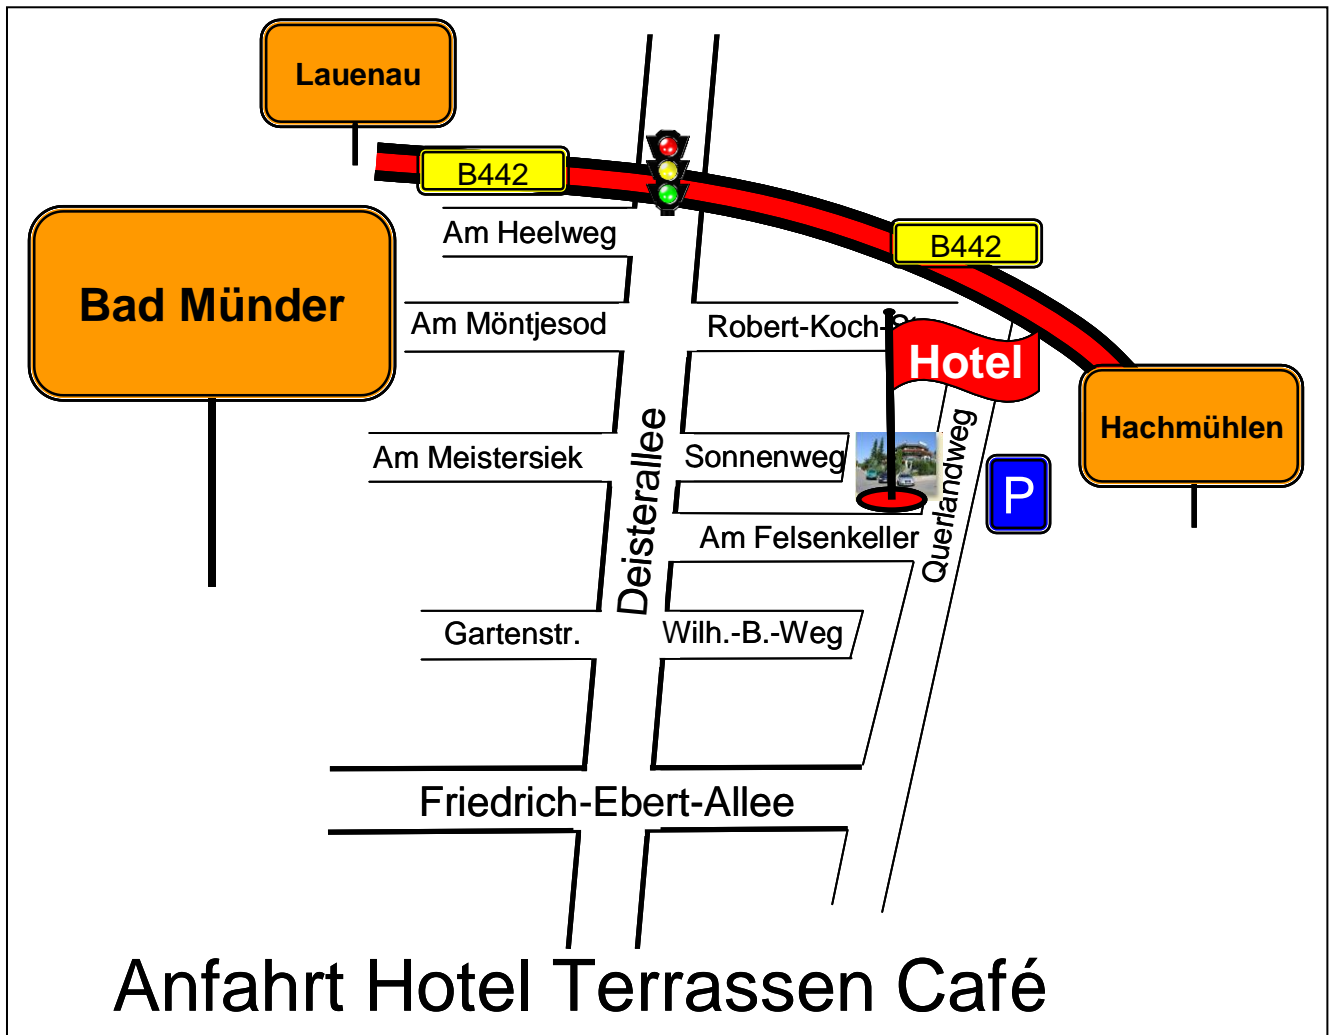 Lauenau
B442
Am Heelweg
B442
Bad Münder
Am Möntjesod
Robert-Koch-
Hotel
Deisterallee
Querlandweg
Hachmühlen
Am Meistersiek
Sonnenweg
P
Am Felsenkeller
Gartenstr.
Wilh.-B.-Weg
Friedrich-Ebert-Allee
Anfahrt Hotel Terrassen Café